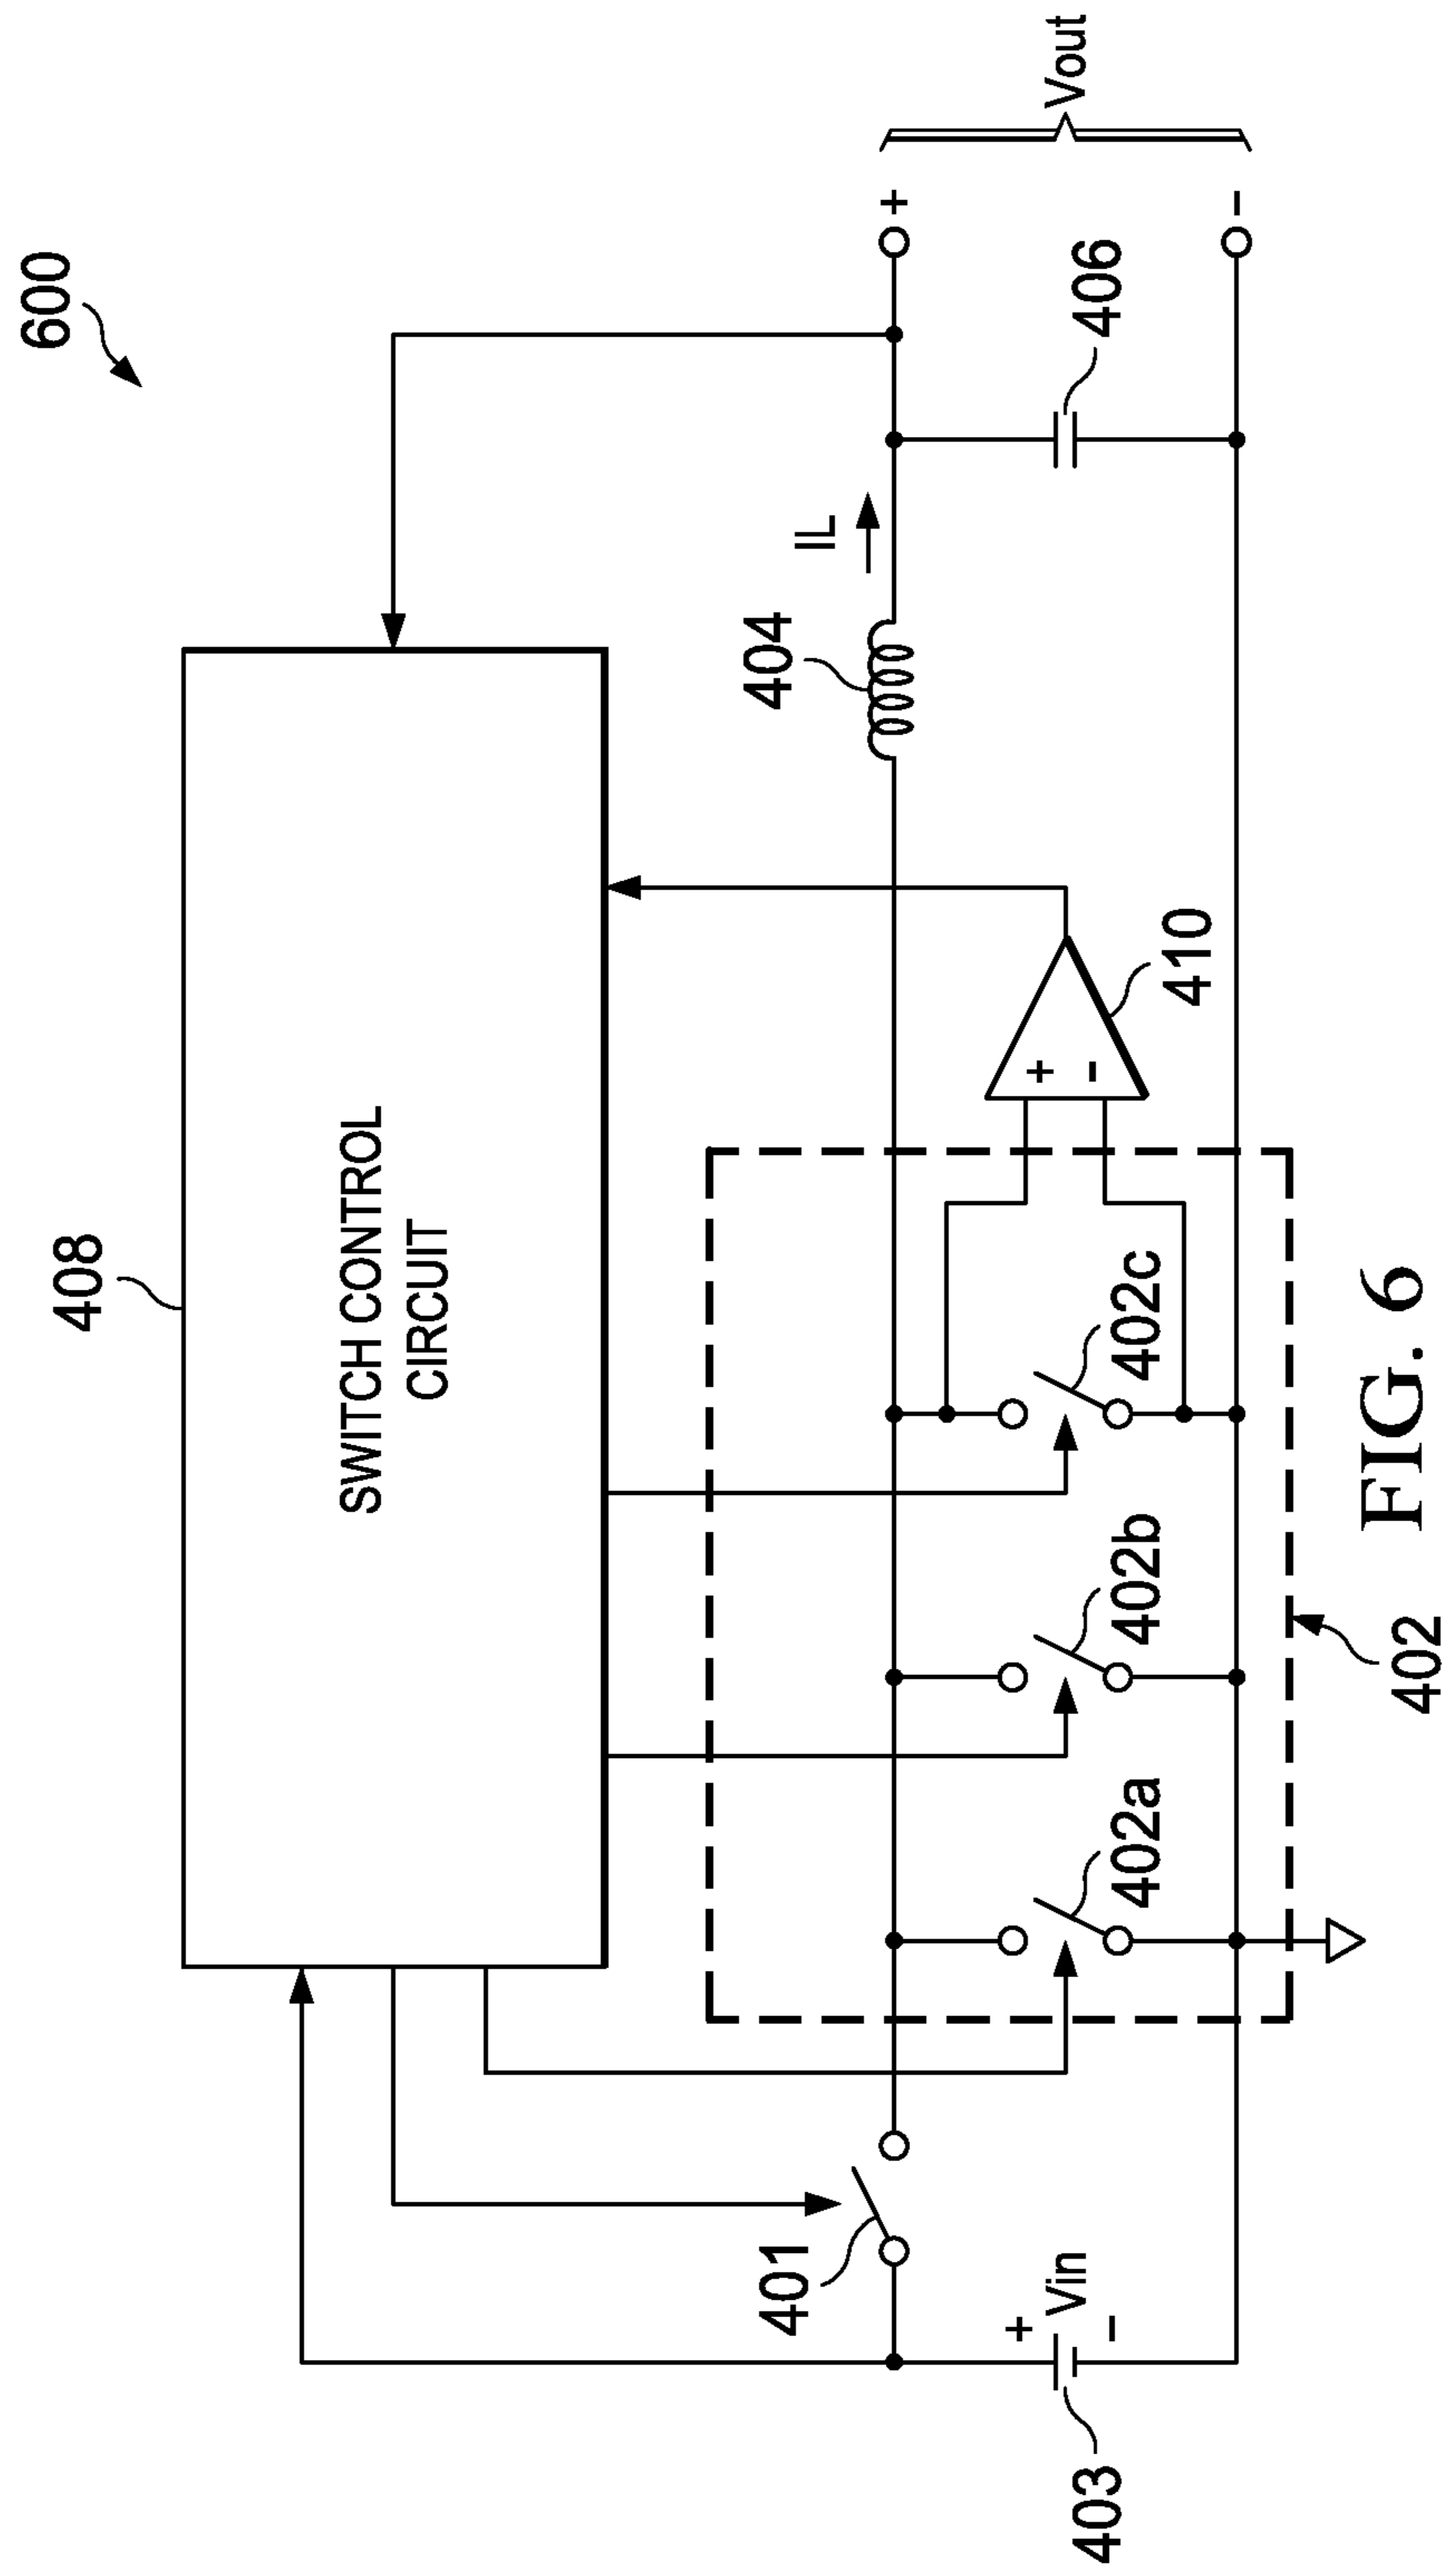 600
408
SWITCH CONTROL
CIRCUIT
401
404
IL
+
Vout
-
406
+
Vin
-
403
402a
402b
402c
+
-
410
402
FIG. 6